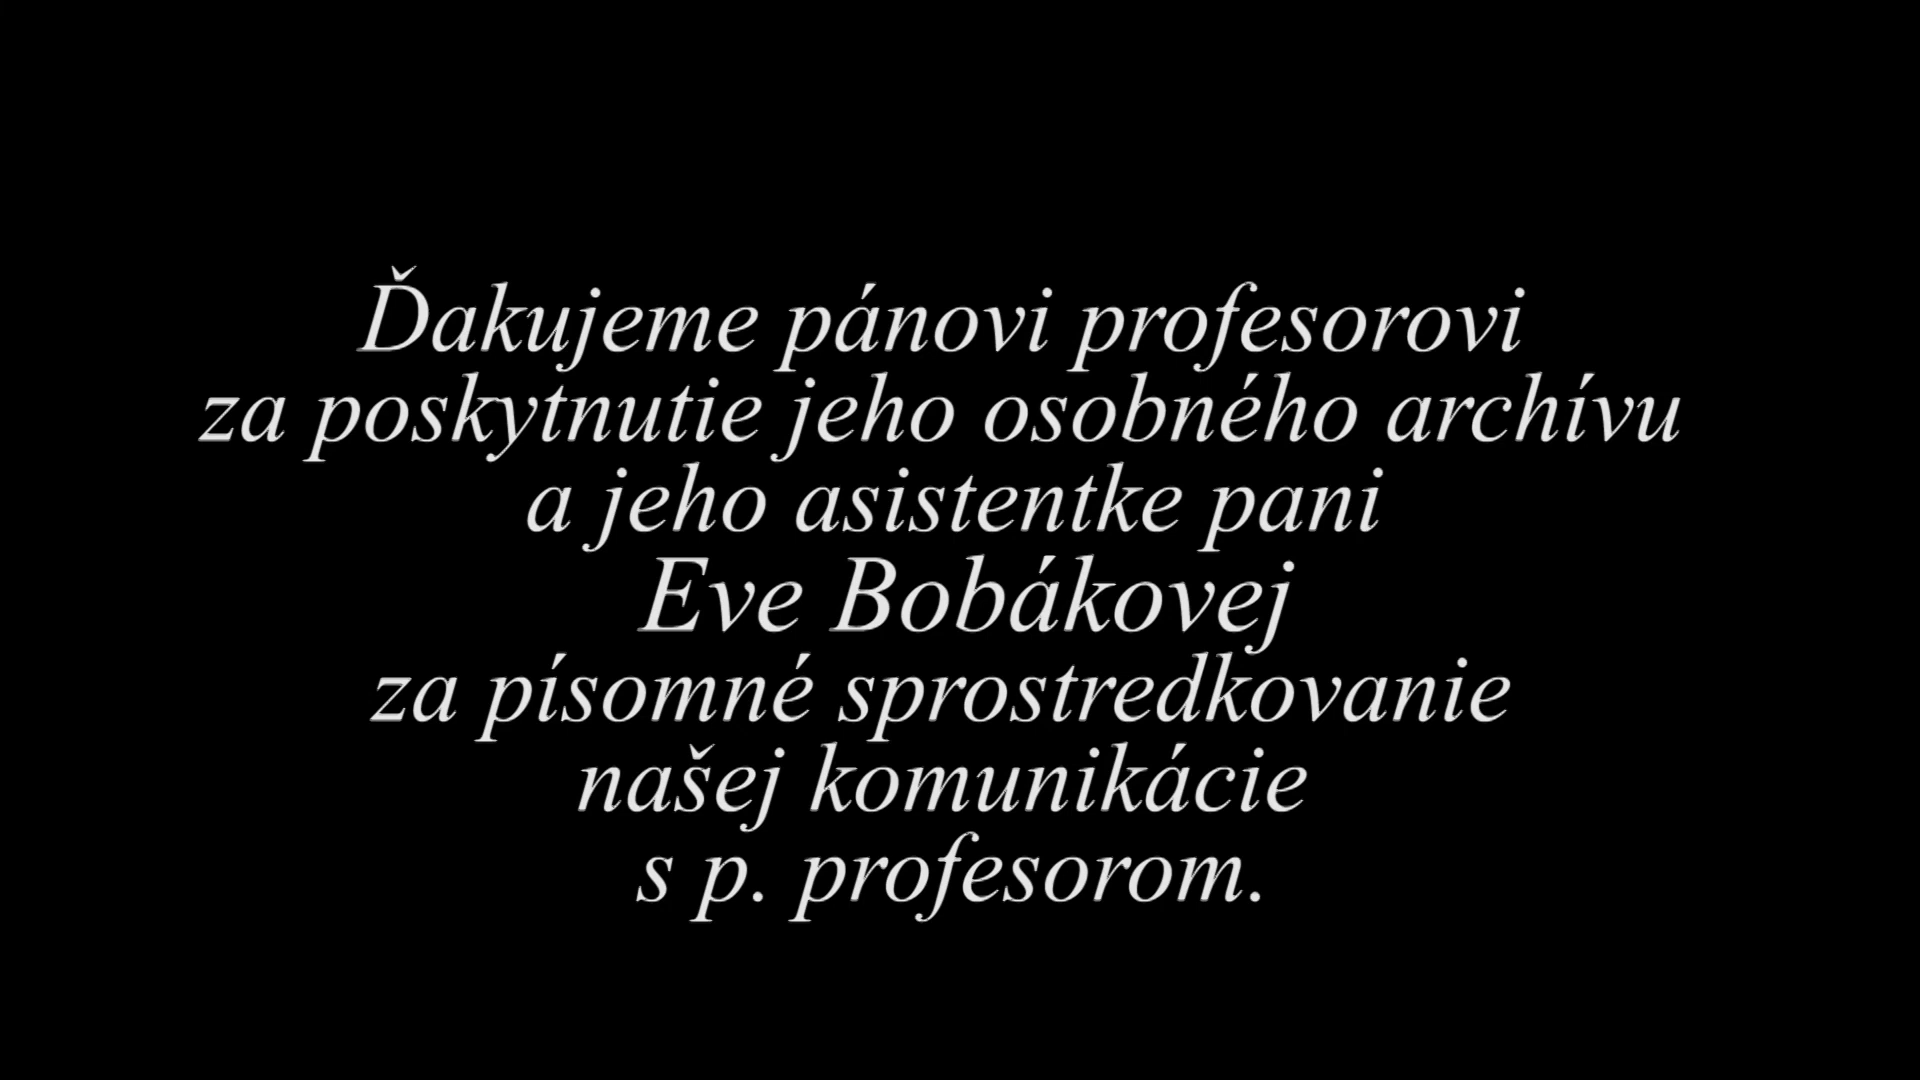 Ďakujeme pánovi profesorovi
za poskytnutie jeho osobného archívu
a jeho asistentke pani
Eve Bobákovej
za písomné sprostredkovanie
našej komunikácie
s p. profesorom.